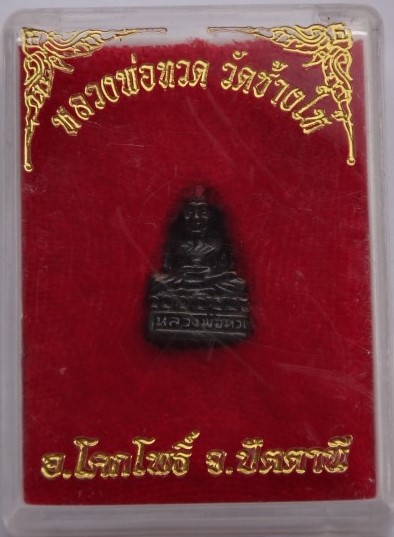 หลวงพ่อทวด วัดช้างให้
หลวงพ่อทวด
อ.โคกโพธิ์ จ.ปัตตานี